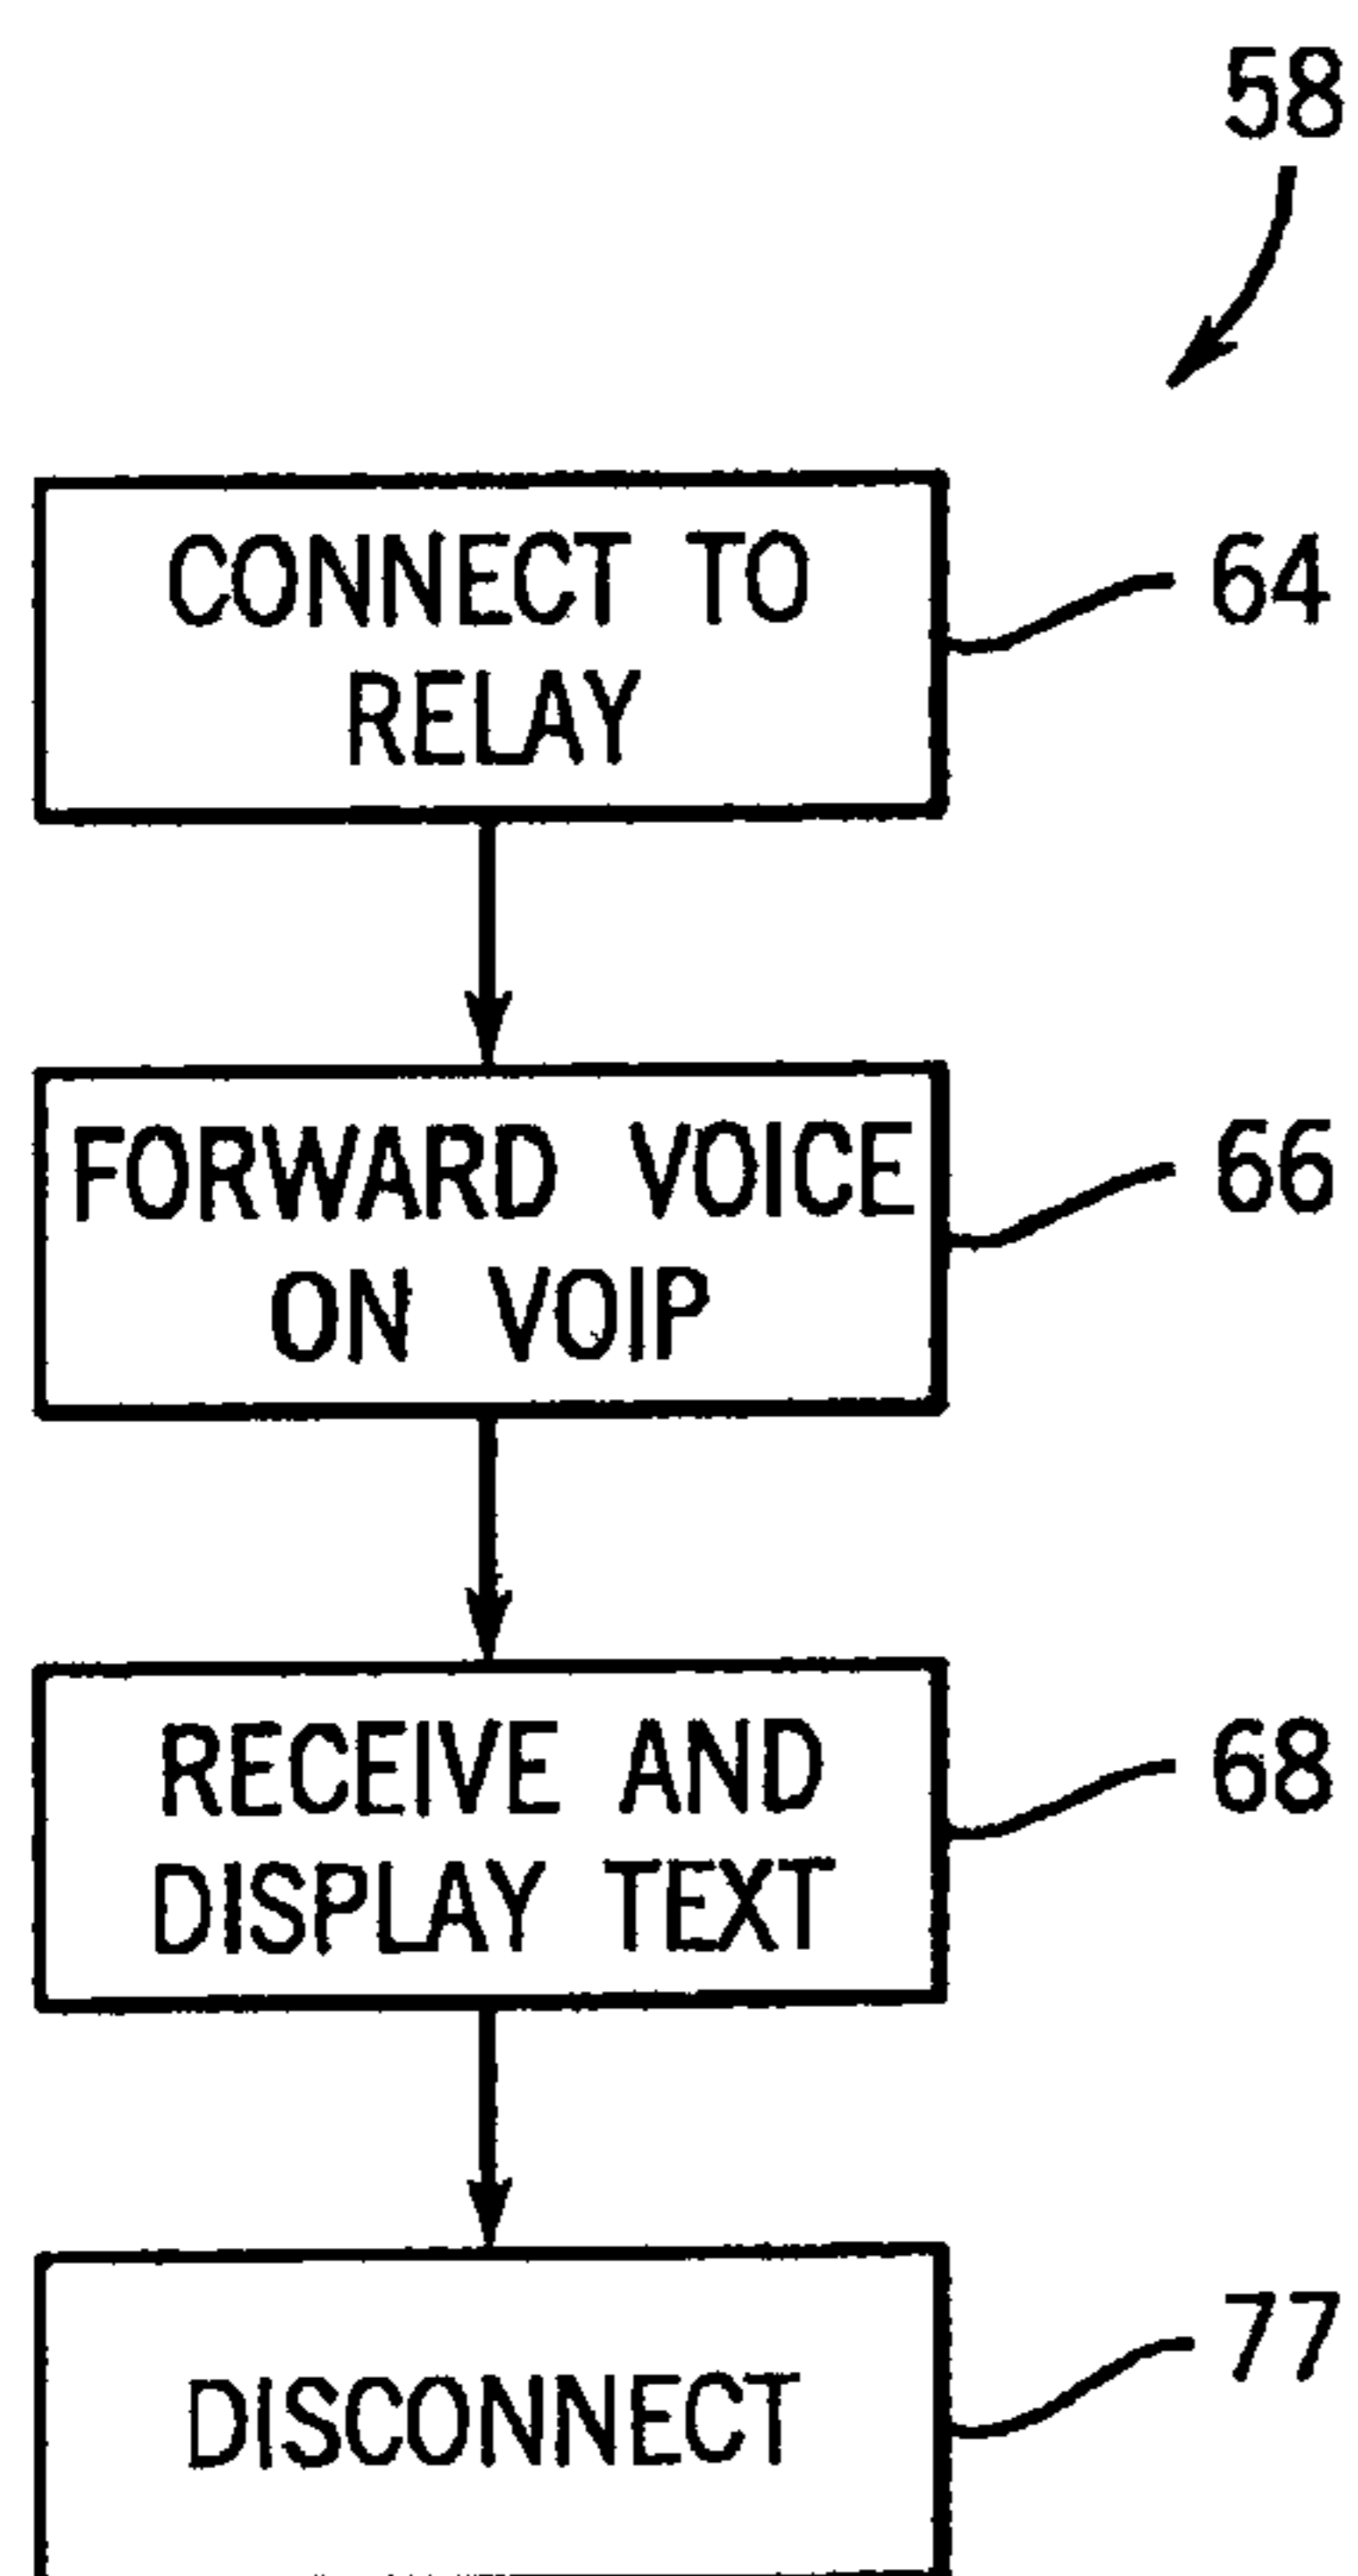 58
CONNECT TO
RELAY
64
FORWARD VOICE
ON VOIP
66
RECEIVE AND
DISPLAY TEXT
68
DISCONNECT
77